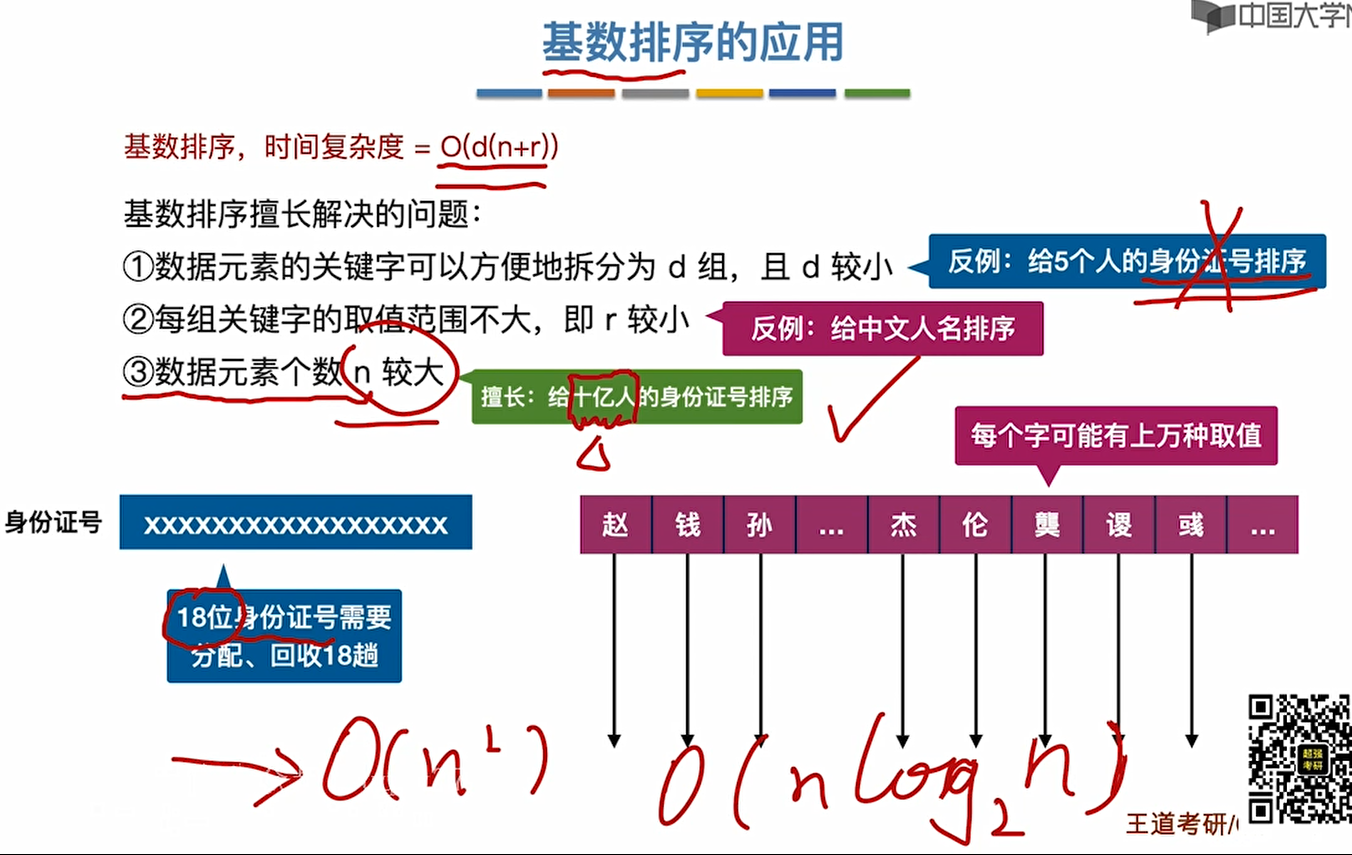 中国大学
基数排序的应用
基数排序，时间复杂度 = O(d(n+r))
基数排序擅长解决的问题：
①数据元素的关键字可以方便地拆分为 d 组，且 d 较小
反例：给5个人的身份证号排序
②每组关键字的取值范围不大，即 r 较小
反例：给中文人名排序
③数据元素个数 n 较大
擅长：给十亿人的身份证号排序
每个字可能有上万种取值
身份证号
xxxxxxxxxxxxxxxxxx
赵 钱 孙 ... 杰 伦 龑 谡 彧 ...
18位身份证号需要
分配、回收18趟
O(n²) O(nlog₂n)
超强
考研
王道考研/